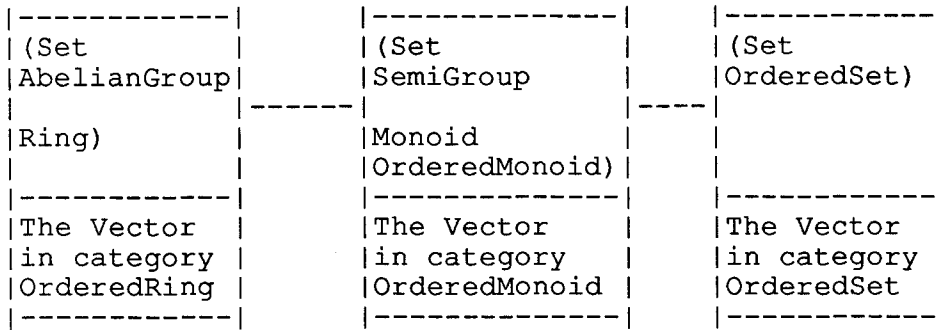 |-------------| |--------------| |------------
|(Set | |(Set | |(Set
|AbelianGroup| |SemiGroup | |OrderedSet)
| |------| |----|
|Ring) | |Monoid | |
| | |OrderedMonoid) | |
|-------------| |--------------| |------------
|The Vector | |The Vector | |The Vector
|in category | |in category | |in category
|OrderedRing | |OrderedMonoid | |OrderedSet
|-------------| |--------------| |------------